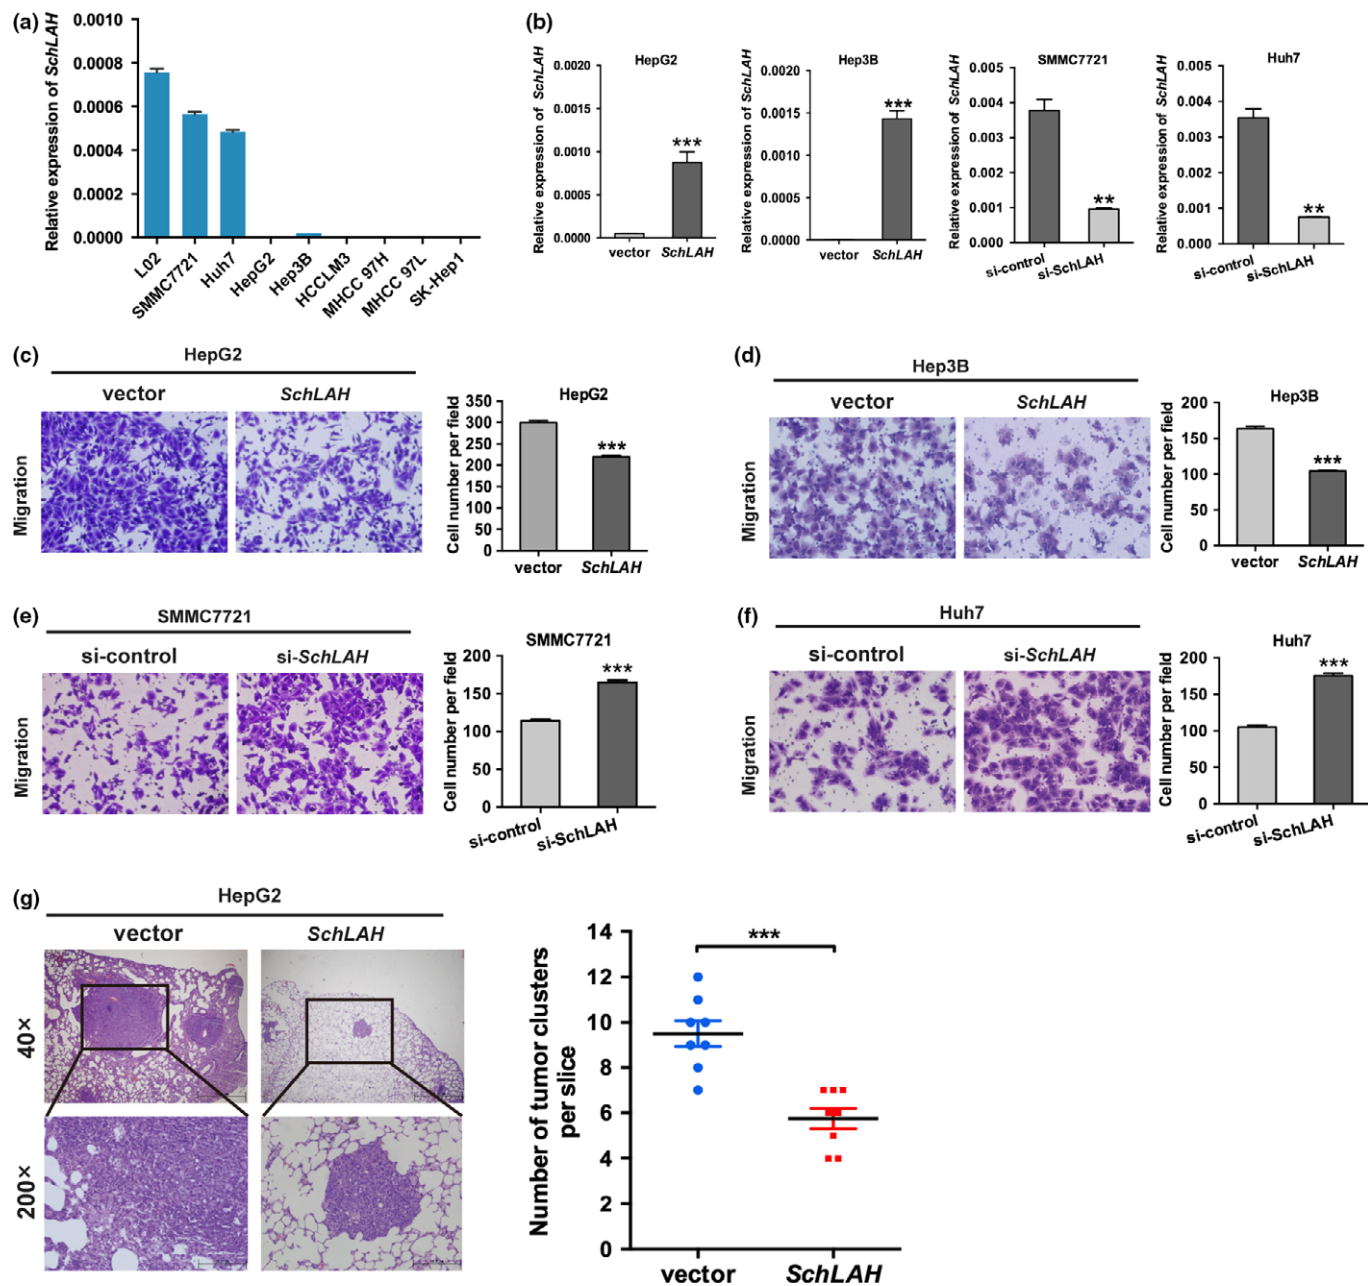 (a)
Relative expression of SchLAH
0.0010
0.0008
0.0006
0.0004
0.0002
0.0000
L02
SMMC7721
Huh7
HepG2
Hep3B
HCCLM3
MHCC 97H
MHCC 97L
SK-Hep1
(b)
HepG2
Relative expression of SchLAH
0.0020
0.0015
0.0010
0.0005
0.0000
***
vector
SchLAH
Hep3B
Relative expression of SchLAH
0.0020
0.0015
0.0010
0.0005
0.0000
***
vector
SchLAH
SMMC7721
Relative expression of SchLAH
0.005
0.004
0.003
0.002
0.001
0.000
**
si-control
si-SchLAH
Huh7
Relative expression of SchLAH
0.005
0.004
0.003
0.002
0.001
0.000
**
si-control
si-SchLAH
(c)
HepG2
vector
SchLAH
Migration
HepG2
Cell number per field
350
300
250
200
150
100
50
0
***
vector
SchLAH
(d)
Hep3B
vector
SchLAH
Migration
Hep3B
Cell number per field
200
150
100
50
0
***
vector
SchLAH
(e)
SMMC7721
si-control
si-SchLAH
Migration
SMMC7721
Cell number per field
200
150
100
50
0
***
si-control
si-SchLAH
(f)
Huh7
si-control
si-SchLAH
Migration
Huh7
Cell number per field
200
150
100
50
0
***
si-control
si-SchLAH
(g)
HepG2
vector
SchLAH
40×
200×
Number of tumor clusters
per slice
14
12
10
8
6
4
2
0
***
vector
SchLAH